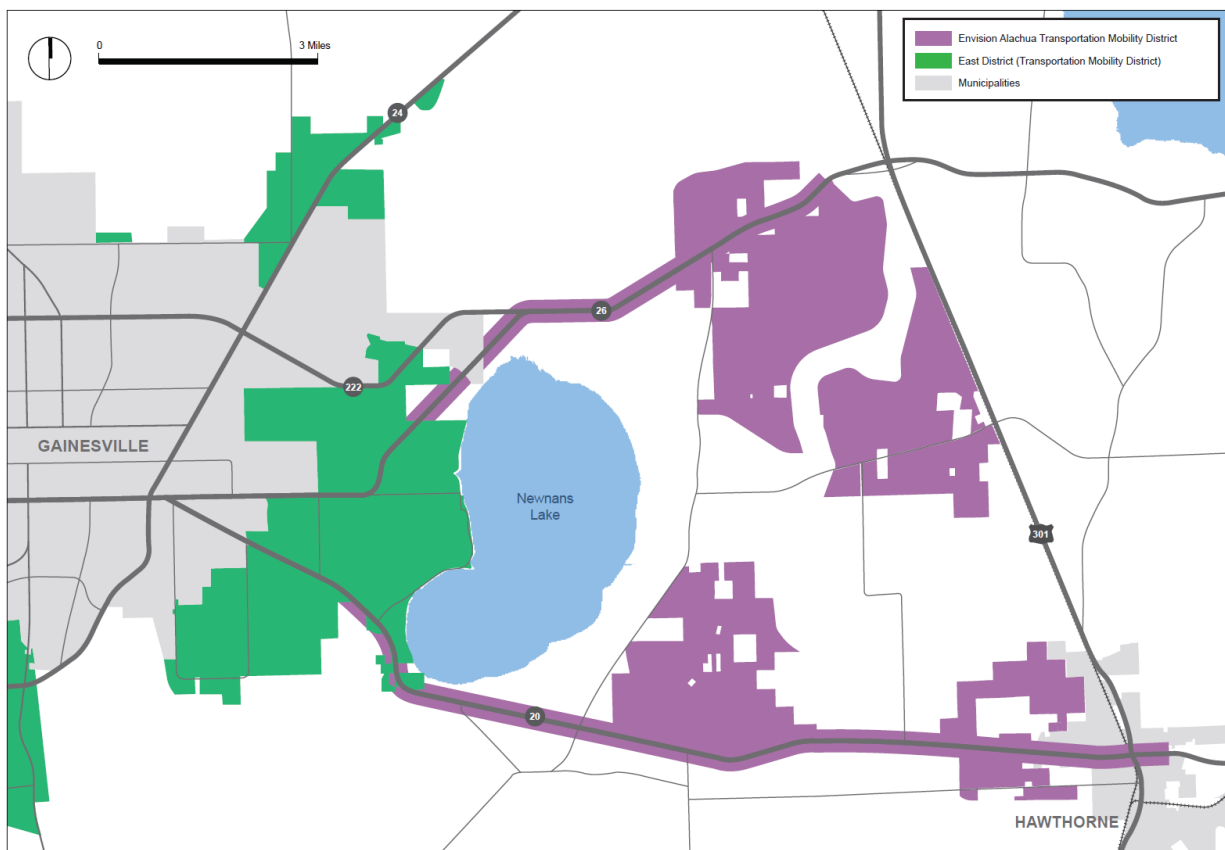 0
3 Miles
Envision Alachua Transportation Mobility District
East District (Transportation Mobility District)
Municipalities
24
26
222
GAINESVILLE
Newnans
Lake
301
20
HAWTHORNE